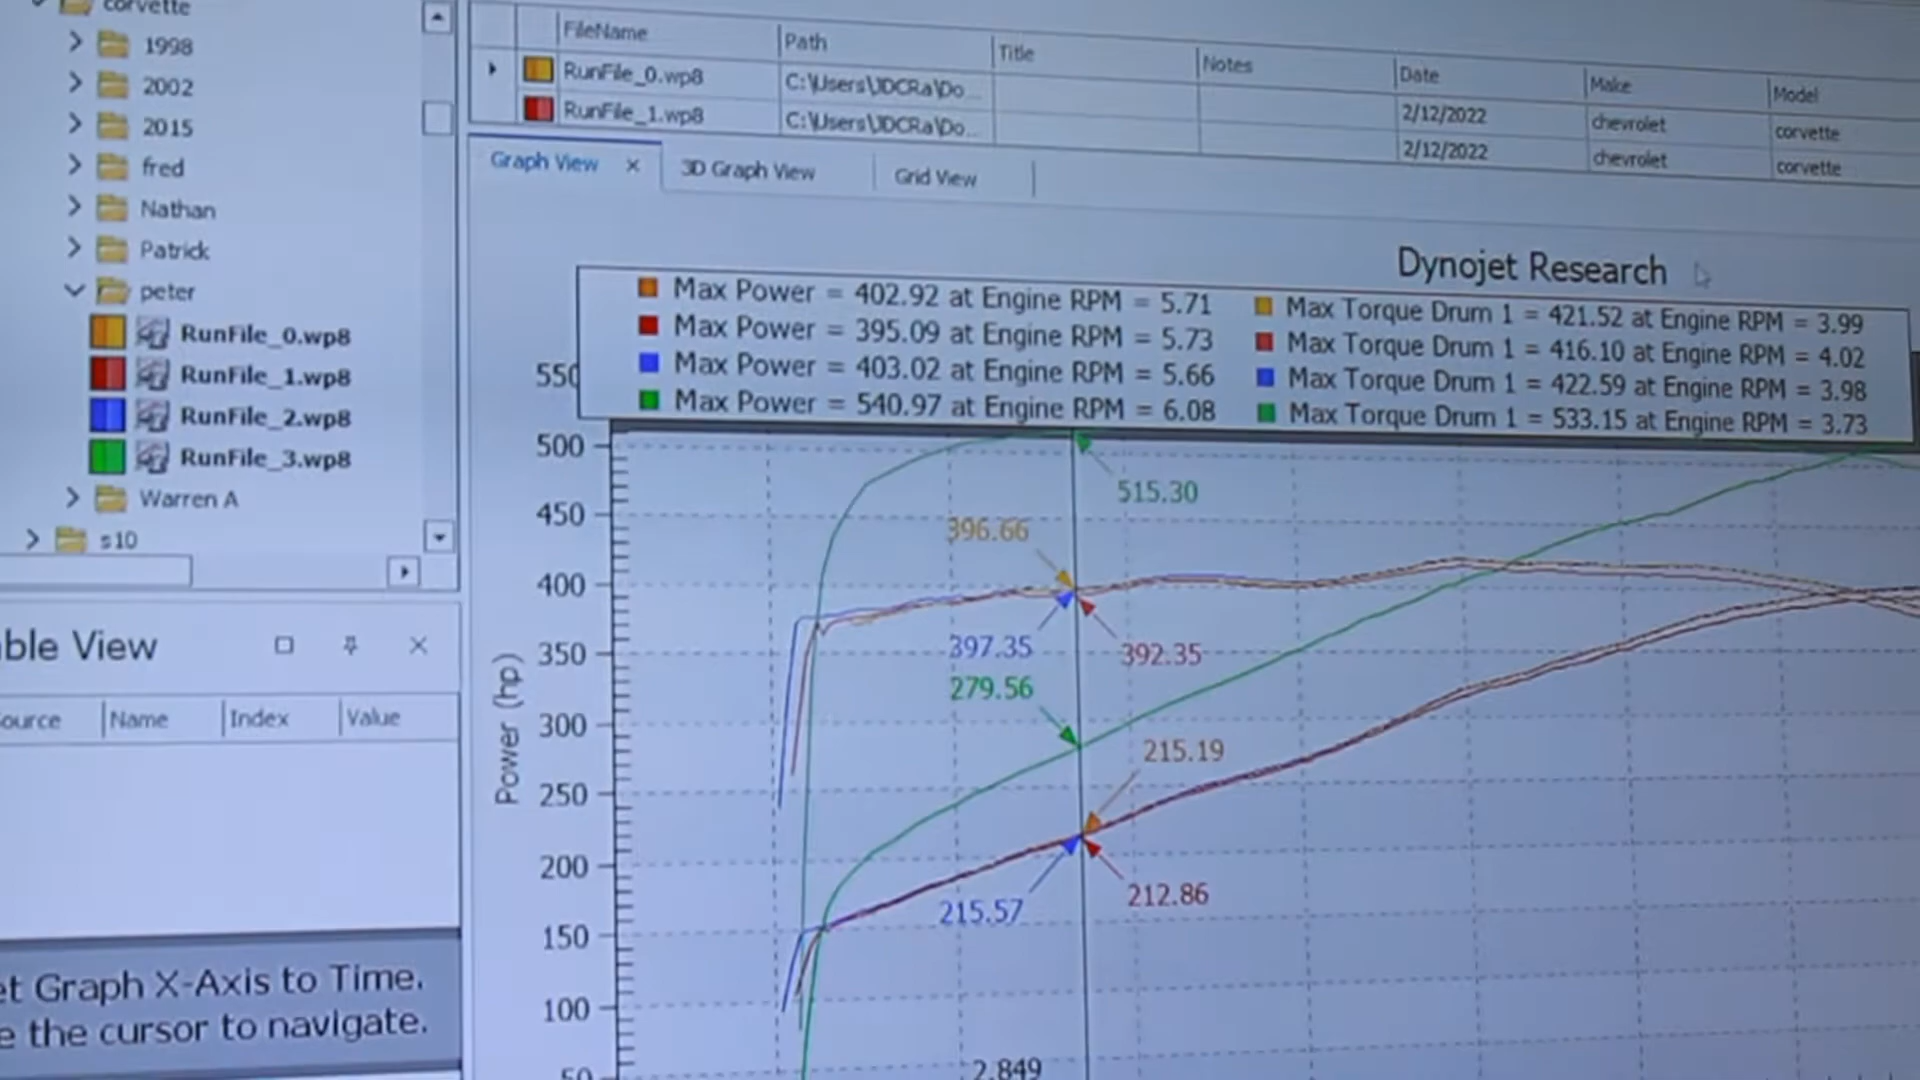 corvette
1998
2002
2015
fred
Nathan
Patrick
peter
RunFile_0.wp8
RunFile_1.wp8
RunFile_2.wp8
RunFile_3.wp8
Warren A
s10
ble View
ource Name Index Value
et Graph X-Axis to Time.
e the cursor to navigate.
FileName Path Title Notes Date Make Model
RunFile_0.wp8 C:\Users\JDCRa\Do... 2/12/2022 chevrolet corvette
RunFile_1.wp8 C:\Users\JDCRa\Do... 2/12/2022 chevrolet corvette
Graph View x 3D Graph View Grid View
Dynojet Research
Max Power = 402.92 at Engine RPM = 5.71 Max Torque Drum 1 = 421.52 at Engine RPM = 3.99
Max Power = 395.09 at Engine RPM = 5.73 Max Torque Drum 1 = 416.10 at Engine RPM = 4.02
Max Power = 403.02 at Engine RPM = 5.66 Max Torque Drum 1 = 422.59 at Engine RPM = 3.98
Max Power = 540.97 at Engine RPM = 6.08 Max Torque Drum 1 = 533.15 at Engine RPM = 3.73
Power (hp)
550
500
450
400
350
300
250
200
150
100
50
515.30
396.66
397.35
392.35
279.56
215.19
215.57
212.86
2.849